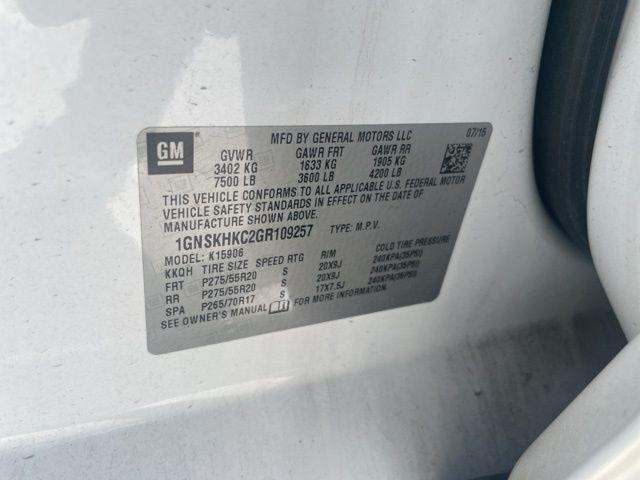 GM
MFD BY GENERAL MOTORS LLC 07/15
GVWR GAWR FRT GAWR RR
3402 KG 1633 KG 1905 KG
7500 LB 3600 LB 4200 LB
THIS VEHICLE CONFORMS TO ALL APPLICABLE U.S. FEDERAL MOTOR
VEHICLE SAFETY STANDARDS IN EFFECT ON THE DATE OF
MANUFACTURE SHOWN ABOVE.
1GNSKHKC2GR109257 TYPE: M.P.V.
MODEL: K15906
KKQH TIRE SIZE SPEED RTG RIM COLD TIRE PRESSURE
FRT P275/55R20 S 20X9J 240KPA(35PSI)
RR P275/55R20 S 20X9J 240KPA(35PSI)
SPA P265/70R17 S 17X7.5J 240KPA(35PSI)
SEE OWNER'S MANUAL FOR MORE INFORMATION.